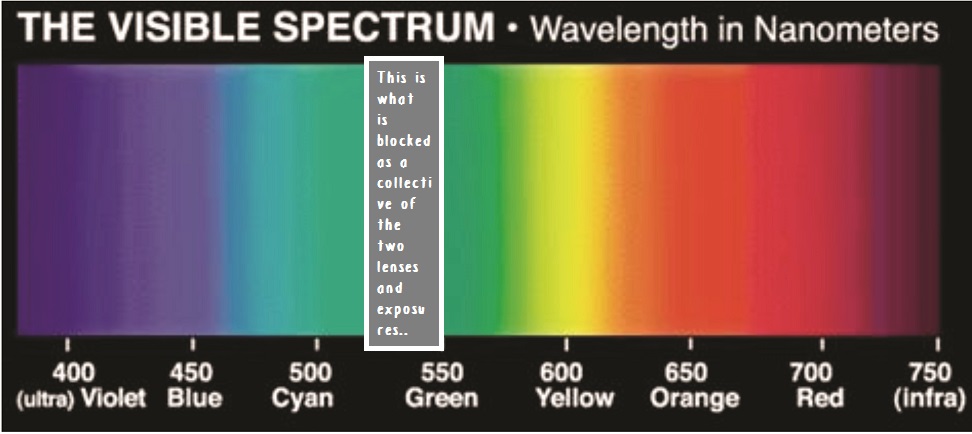 THE VISIBLE SPECTRUM • Wavelength in Nanometers
This is
what
is
blocked
as a
collecti
ve of
the
two
lenses
and
exposu
res..
400 450 500 550 600 650 700 750
(ultra) Violet Blue Cyan Green Yellow Orange Red (infra)